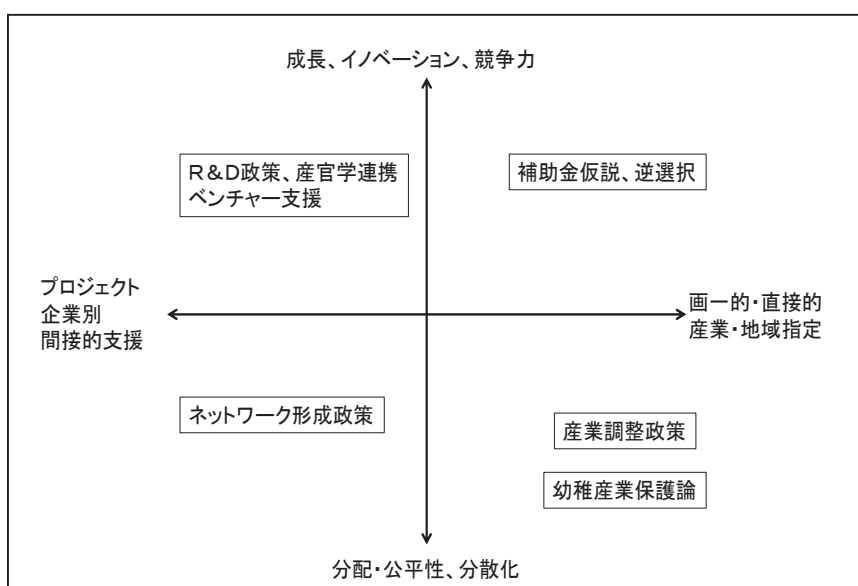 成長、イノベーション、競争力
R&D政策、産官学連携
ベンチャー支援
補助金仮説、逆選択
プロジェクト
企業別
間接的支援
画一的・直接的
産業・地域指定
ネットワーク形成政策
産業調整政策
幼稚産業保護論
分配・公平性、分散化